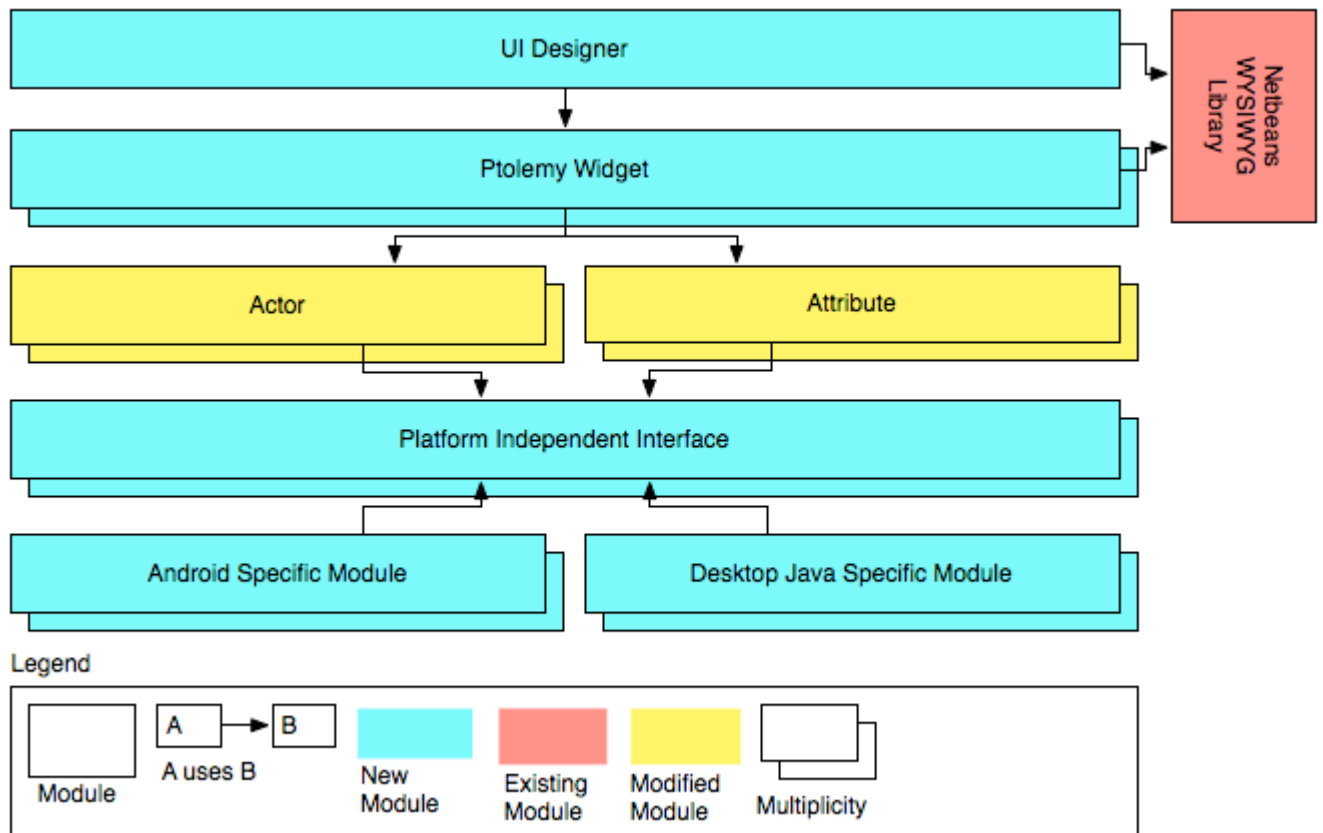 UI Designer
Netbeans
WYSIWYG
Library
Ptolemy Widget
Actor
Attribute
Platform Independent Interface
Android Specific Module
Desktop Java Specific Module
Legend
A
B
Module
A uses B
New
Module
Existing
Module
Modified
Module
Multiplicity